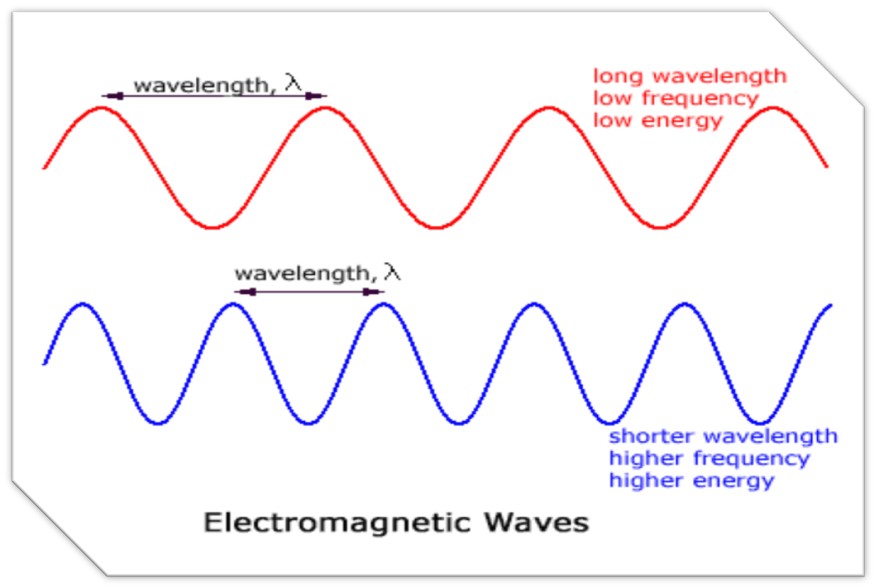 wavelength, λ
long wavelength
low frequency
low energy
wavelength, λ
shorter wavelength
higher frequency
higher energy
Electromagnetic Waves